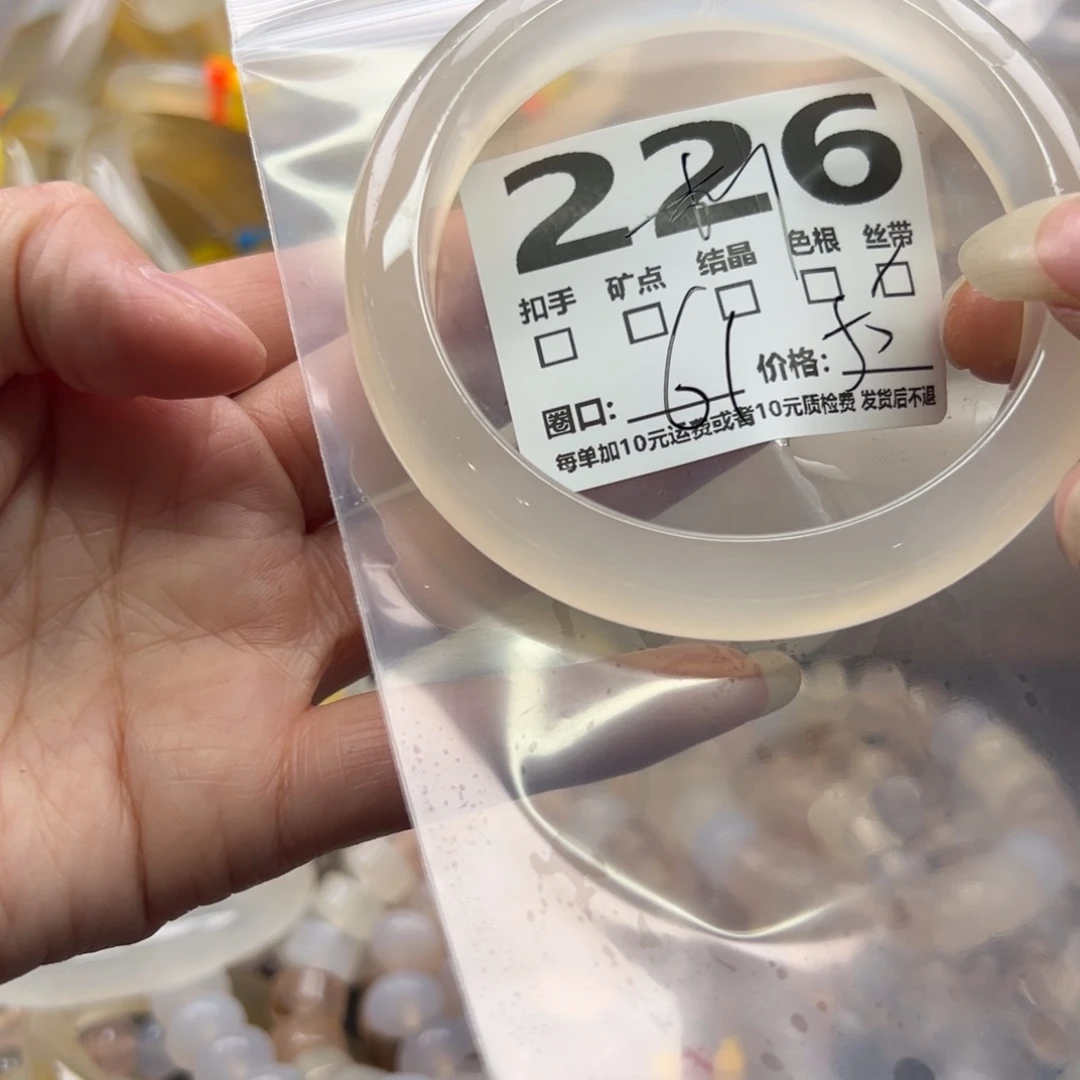 226
扣手 矿点 结晶 色根 丝带
圈口: 61 价格:
每单加10元运费或者10元质检费 发货后不退